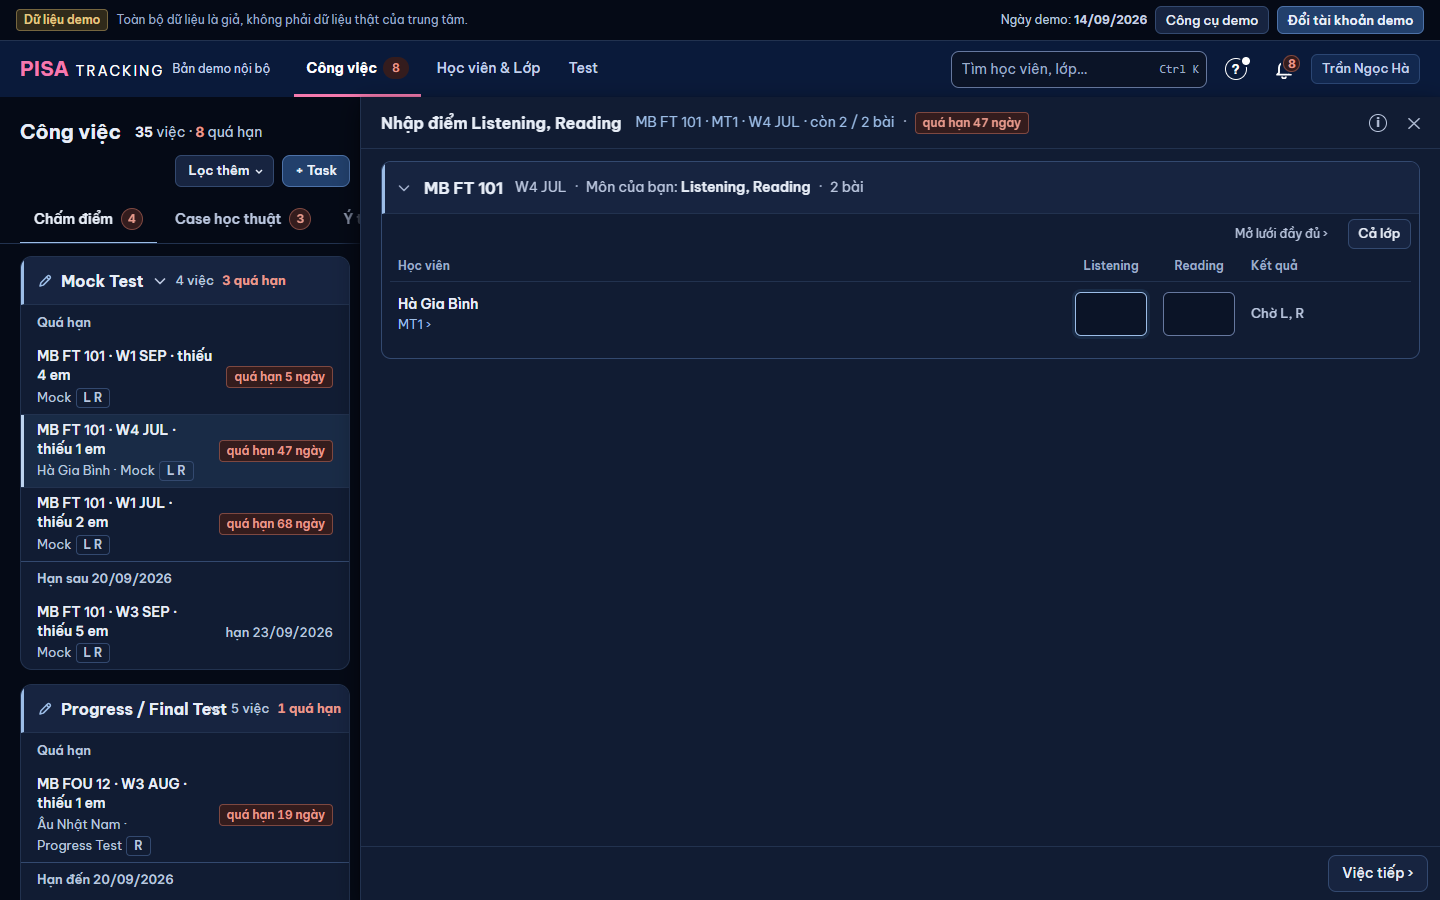 Dữ liệu demo Toàn bộ dữ liệu là giả, không phải dữ liệu thật của trung tâm. Ngày demo: 14/09/2026 Công cụ demo Đổi tài khoản demo
PISA TRACKING Bản demo nội bộ Công việc 8 Học viên & Lớp Test Tìm học viên, lớp... Ctrl K ? 8 Trần Ngọc Hà
Công việc 35 việc · 8 quá hạn
Lọc thêm + Task
Chấm điểm 4 Case học thuật 3 Ý
Mock Test 4 việc 3 quá hạn
Quá hạn
MB FT 101 · W1 SEP · thiếu
4 em
quá hạn 5 ngày
Mock L R
MB FT 101 · W4 JUL ·
thiếu 1 em
quá hạn 47 ngày
Hà Gia Bình · Mock L R
MB FT 101 · W1 JUL ·
thiếu 2 em
quá hạn 68 ngày
Mock L R
Hạn sau 20/09/2026
MB FT 101 · W3 SEP ·
thiếu 5 em
hạn 23/09/2026
Mock L R
Progress / Final Test 5 việc 1 quá hạn
Quá hạn
MB FOU 12 · W3 AUG ·
thiếu 1 em
quá hạn 19 ngày
Âu Nhật Nam ·
Progress Test R
Hạn đến 20/09/2026
Nhập điểm Listening, Reading MB FT 101 · MT1 · W4 JUL · còn 2 / 2 bài · quá hạn 47 ngày
MB FT 101 W4 JUL · Môn của bạn: Listening, Reading · 2 bài
Mở lưới đầy đủ › Cả lớp
Học viên Listening Reading Kết quả
Hà Gia Bình
MT1 ›
Chờ L, R
Việc tiếp ›